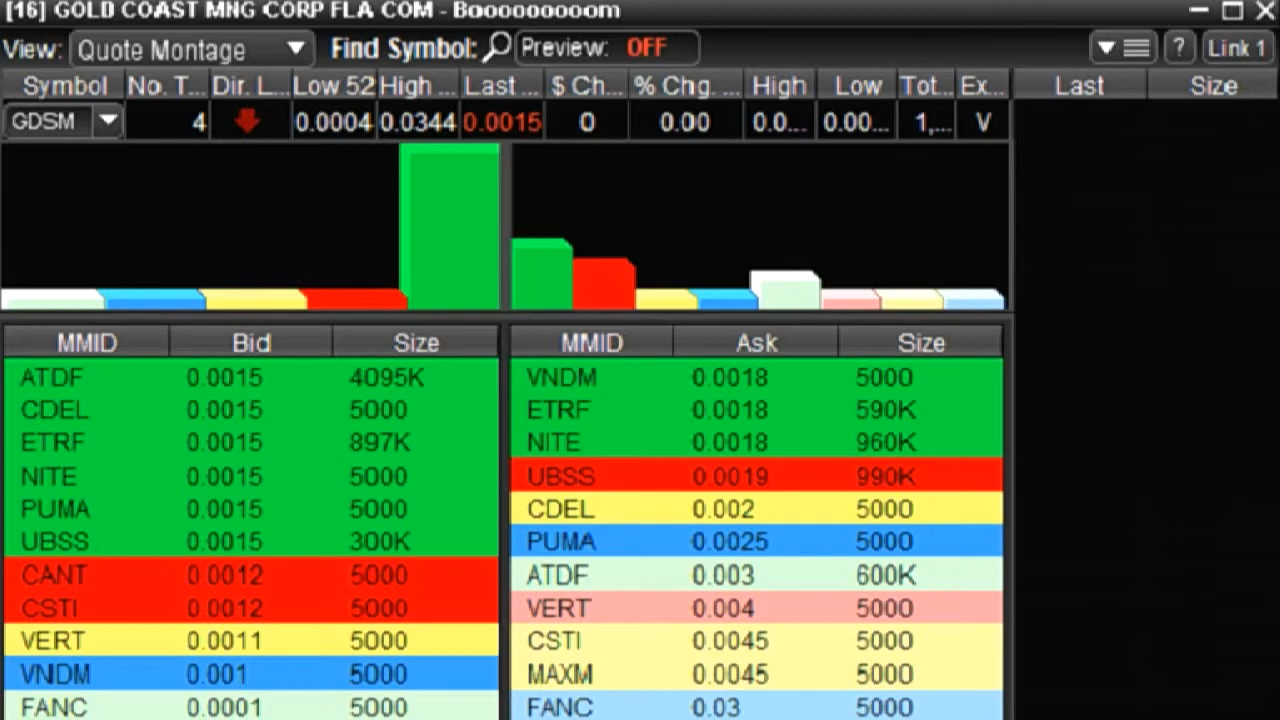 [16] GOLD COAST MNG CORP FLA COM - Booooooooom
View: Quote Montage Find Symbol: Preview: OFF ? Link 1
Symbol No. T... Dir. L... Low 52 High ... Last ... $ Ch... % Chg. ... High Low Tot... Ex... Last Size
GDSM 4 0.0004 0.0344 0.0015 0 0.00 0.0... 0.00... 1,... V
MMID Bid Size MMID Ask Size
ATDF 0.0015 4095K VNDM 0.0018 5000
CDEL 0.0015 5000 ETRF 0.0018 590K
ETRF 0.0015 897K NITE 0.0018 960K
NITE 0.0015 5000 UBSS 0.0019 990K
PUMA 0.0015 5000 CDEL 0.002 5000
UBSS 0.0015 300K PUMA 0.0025 5000
CANT 0.0012 5000 ATDF 0.003 600K
CSTI 0.0012 5000 VERT 0.004 5000
VERT 0.0011 5000 CSTI 0.0045 5000
VNDM 0.001 5000 MAXM 0.0045 5000
FANC 0.0001 5000 FANC 0.03 5000